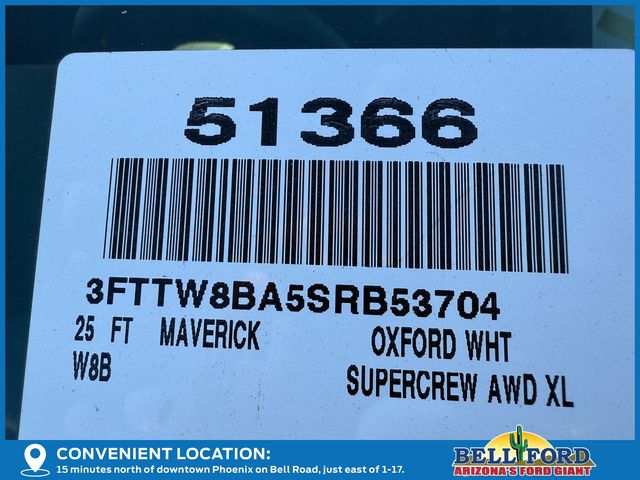 51366
3FTTW8BA5SRB53704
25 FT MAVERICK OXFORD WHT
W8B SUPERCREW AWD XL
CONVENIENT LOCATION:
15 minutes north of downtown Phoenix on Bell Road, just east of 1-17.
BELL FORD
ARIZONA'S FORD GIANT